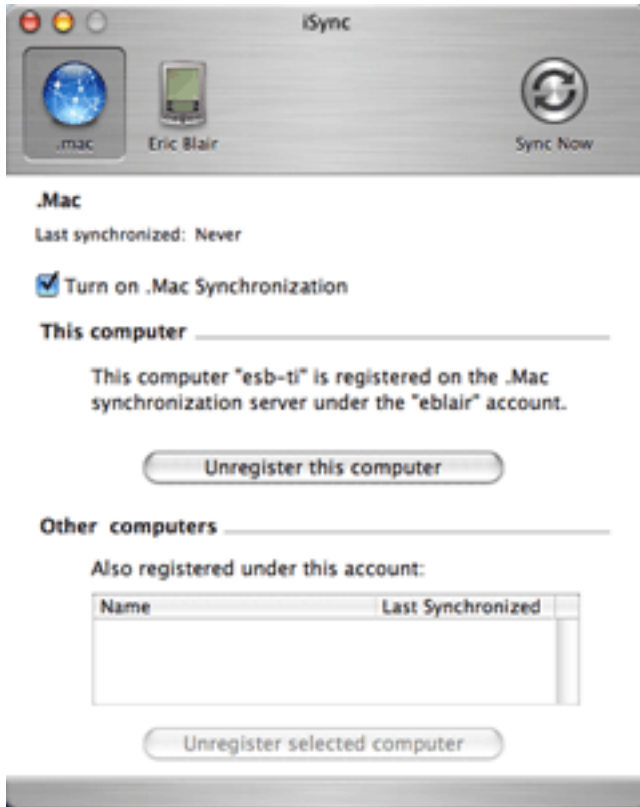 iSync
.mac Eric Blair Sync Now
.Mac
Last synchronized: Never
Turn on .Mac Synchronization
This computer
This computer "esb-ti" is registered on the .Mac
synchronization server under the "eblair" account.
Unregister this computer
Other computers
Also registered under this account:
Name Last Synchronized
Unregister selected computer